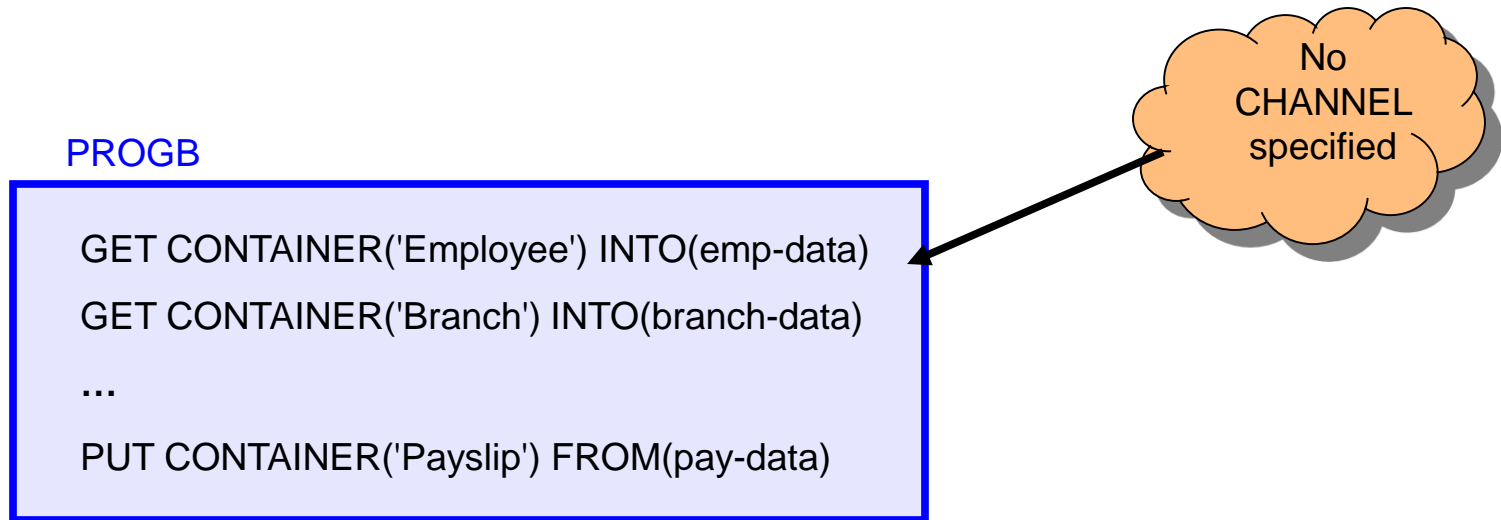 No
CHANNEL
specified
PROGB
GET CONTAINER('Employee') INTO(emp-data)
GET CONTAINER('Branch') INTO(branch-data)
...
PUT CONTAINER('Payslip') FROM(pay-data)